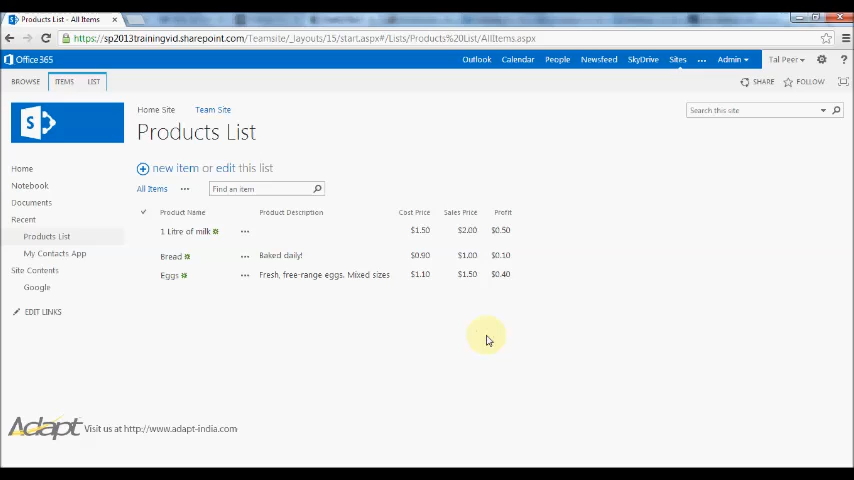 Products List - All Items
https://sp2013trainingvid.sharepoint.com/Teamsite/_layouts/15/start.aspx#/Lists/Products%20List/AllItems.aspx
Office 365
Outlook Calendar People Newsfeed SkyDrive Sites ... Admin Tal Peer ?
BROWSE ITEMS LIST
SHARE FOLLOW
Home Site Team Site
Search this site
Products List
new item or edit this list
All Items ... Find an item
Product Name Product Description Cost Price Sales Price Profit
1 Litre of milk ... $1.50 $2.00 $0.50
Bread ... Baked daily! $0.90 $1.00 $0.10
Eggs ... Fresh, free-range eggs. Mixed sizes $1.10 $1.50 $0.40
Home
Notebook
Documents
Recent
Products List
My Contacts App
Site Contents
Google
EDIT LINKS
Adapt Visit us at http://www.adapt-india.com